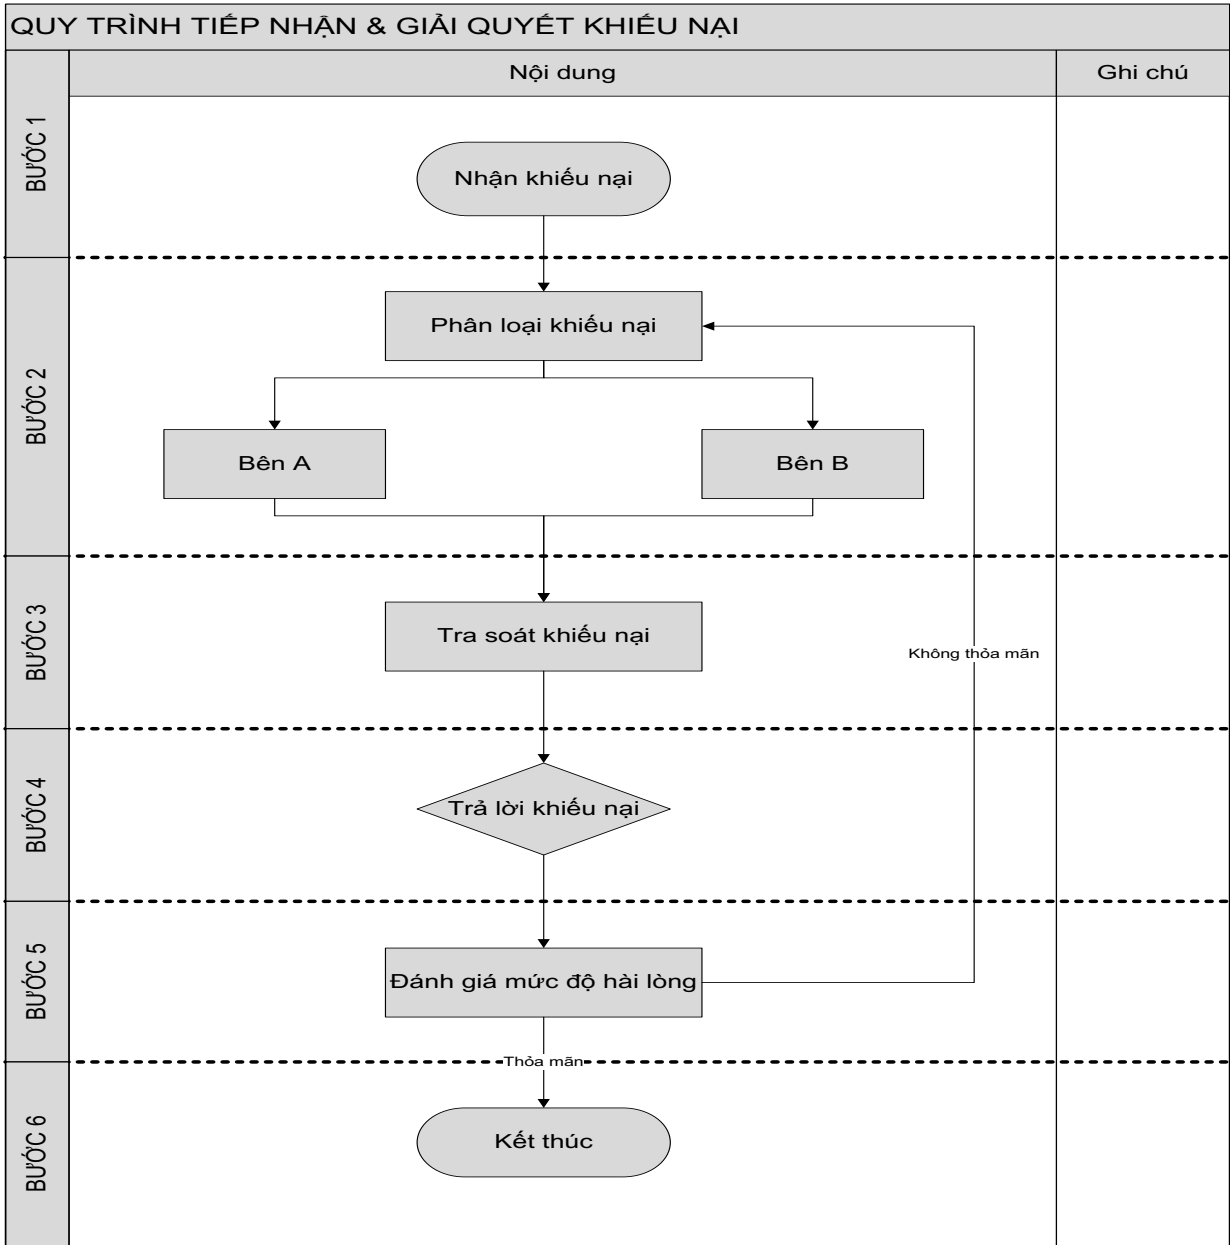 QUY TRÌNH TIẾP NHẬN & GIẢI QUYẾT KHIẾU NẠI
Nội dung
Ghi chú
BƯỚC 1
Nhận khiếu nại
BƯỚC 2
Phân loại khiếu nại
Bên A
Bên B
BƯỚC 3
Tra soát khiếu nại
Không thỏa mãn
BƯỚC 4
Trả lời khiếu nại
BƯỚC 5
Đánh giá mức độ hài lòng
Thỏa mãn
BƯỚC 6
Kết thúc